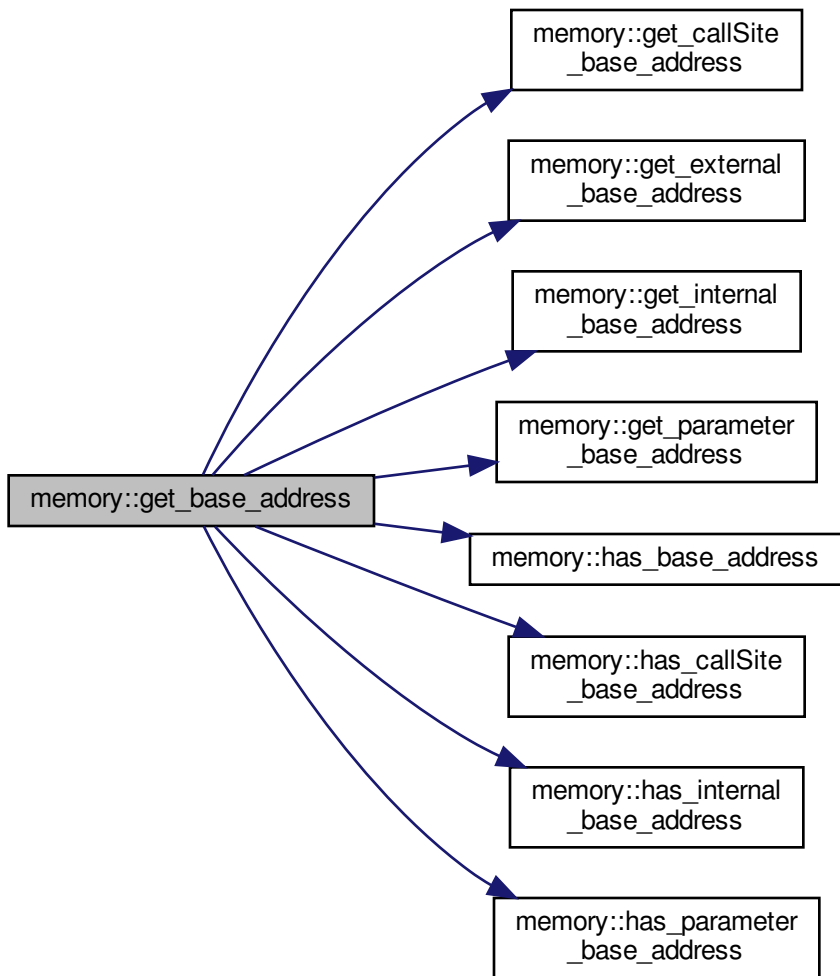 memory::get_callSite
_base_address
memory::get_external
_base_address
memory::get_internal
_base_address
memory::get_parameter
_base_address
memory::get_base_address
memory::has_base_address
memory::has_callSite
_base_address
memory::has_internal
_base_address
memory::has_parameter
_base_address